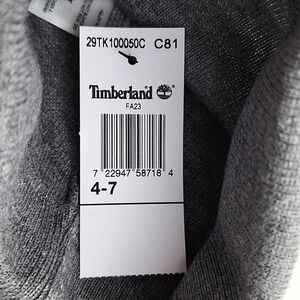 29TK100050C C81
Timberland
FA23
7 22947 58718 4
4-7